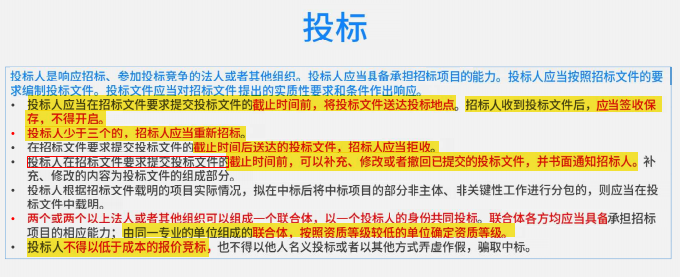 投标
投标人是响应招标、参加投标竞争的法人或者其他组织。投标人应当具备承担招标项目的能力。投标人应当按照招标文件的要
求编制投标文件。投标文件应当对招标文件提出的实质性要求和条件作出响应。
• 投标人应当在招标文件要求提交投标文件的截止时间前，将投标文件送达投标地点。招标人收到投标文件后，应当签收保
存，不得开启。
• 投标人少于三个的，招标人应当重新招标。
• 在招标文件要求提交投标文件的截止时间后送达的投标文件，招标人应当拒收。
• 投标人在招标文件要求提交投标文件的截止时间前，可以补充、修改或者撤回已提交的投标文件，并书面通知招标人。补
充、修改的内容为投标文件的组成部分。
• 投标人根据招标文件载明的项目实际情况，拟在中标后将中标项目的部分非主体、非关键性工作进行分包的，则应当在投
标文件中载明。
• 两个或两个以上法人或者其他组织可以组成一个联合体，以一个投标人的身份共同投标。联合体各方均应当具备承担招标
项目的相应能力；由同一专业的单位组成的联合体，按照资质等级较低的单位确定资质等级。
• 投标人不得以低于成本的报价竞标，也不得以他人名义投标或者以其他方式弄虚作假，骗取中标。